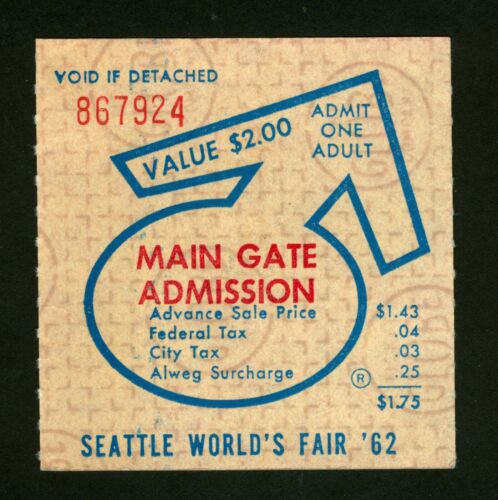 VOID IF DETACHED
867924
ADMIT
ONE
ADULT
VALUE $2.00
MAIN GATE
ADMISSION
Advance Sale Price $1.43
Federal Tax .04
City Tax .03
Alweg Surcharge ® .25
$1.75
SEATTLE WORLD'S FAIR '62